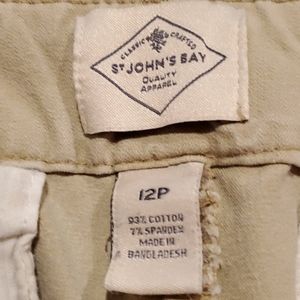 CLASSIC CRAFTED
ST JOHN'S BAY
QUALITY
APPAREL
12P
93% COTTON
7% SPANDEX
MADE IN
BANGLADESH